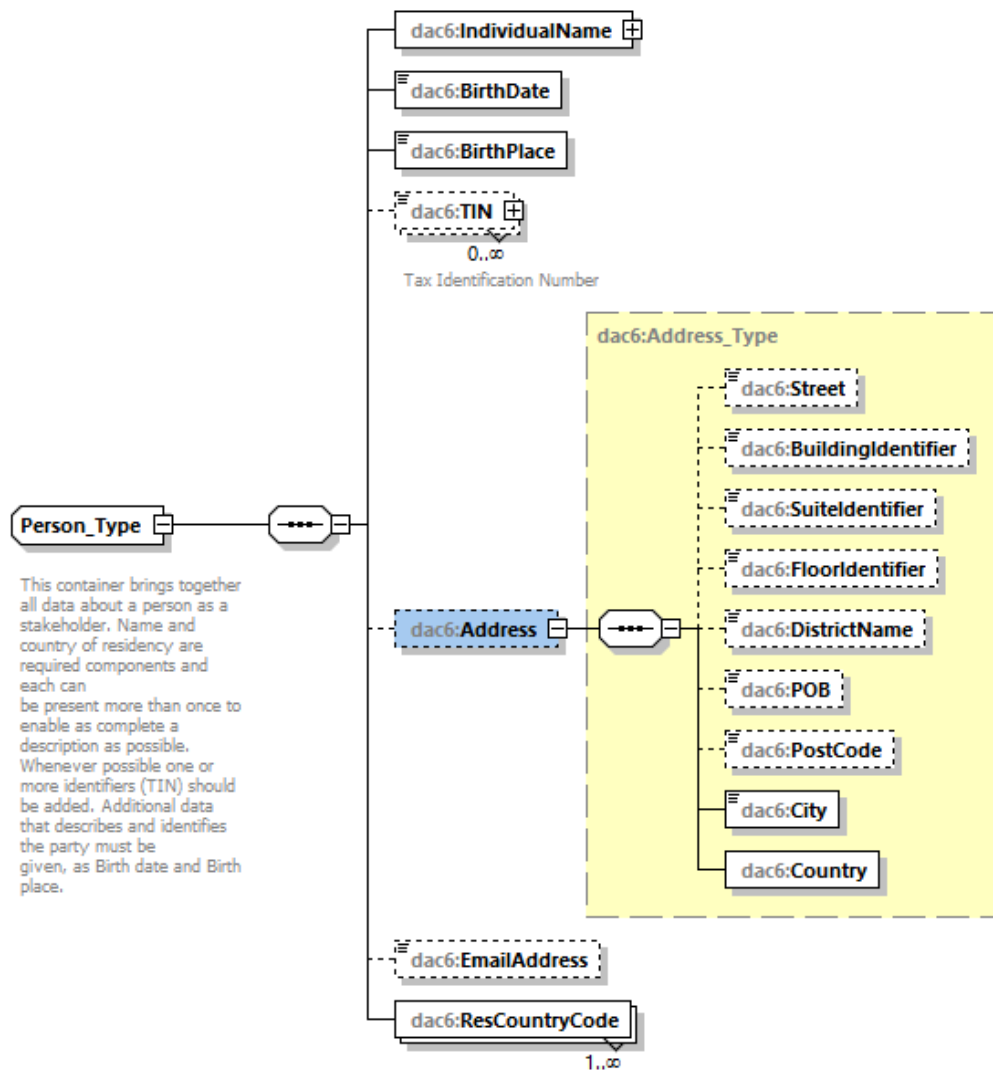 dac6:IndividualName
dac6:BirthDate
dac6:BirthPlace
dac6:TIN
0..∞
Tax Identification Number
dac6:Address_Type
dac6:Street
dac6:BuildingIdentifier
dac6:SuiteIdentifier
Person_Type
dac6:FloorIdentifier
This container brings together
all data about a person as a
stakeholder. Name and
country of residency are
required components and
each can
be present more than once to
enable as complete a
description as possible.
Whenever possible one or
more identifiers (TIN) should
be added. Additional data
that describes and identifies
the party must be
given, as Birth date and Birth
place.
dac6:Address
dac6:DistrictName
dac6:POB
dac6:PostCode
dac6:City
dac6:Country
dac6:EmailAddress
dac6:ResCountryCode
1..∞